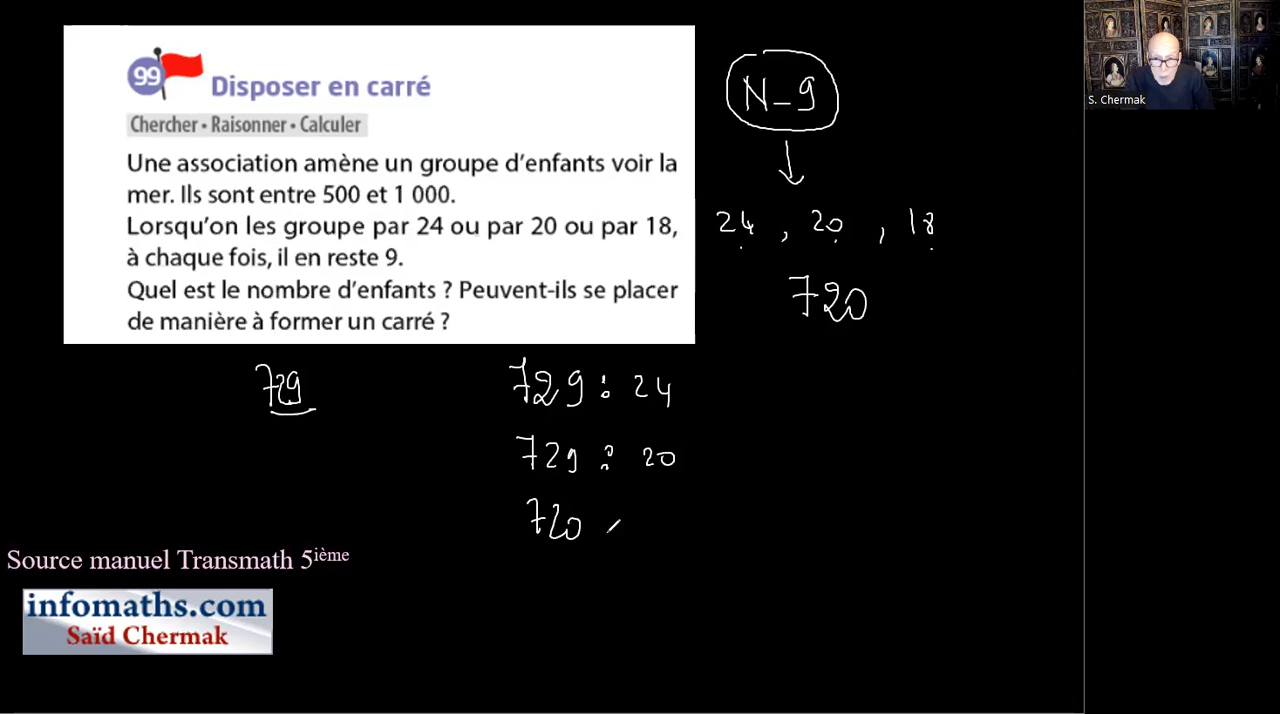 99
Disposer en carré
Chercher • Raisonner • Calculer
Une association amène un groupe d'enfants voir la
mer. Ils sont entre 500 et 1 000.
Lorsqu'on les groupe par 24 ou par 20 ou par 18,
à chaque fois, il en reste 9.
Quel est le nombre d'enfants ? Peuvent-ils se placer
de manière à former un carré ?
N - 9
24 , 20 , 18
720
729
729 : 24
729 : 20
720
Source manuel Transmath 5ième
infomaths.com
Saïd Chermak
S. Chermak